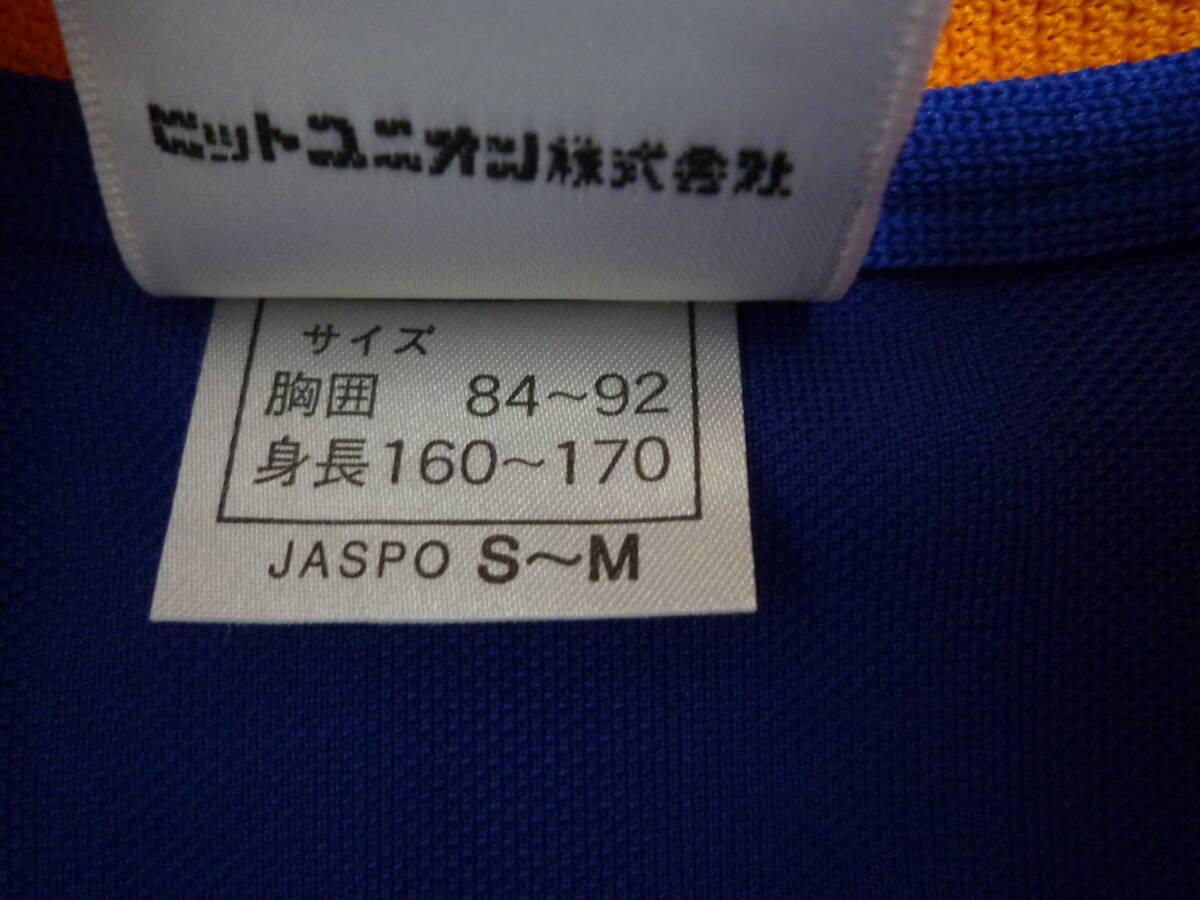 ヒットユニオン株式会社
サイズ
胸囲 84～92
身長160～170
JASPO S～M